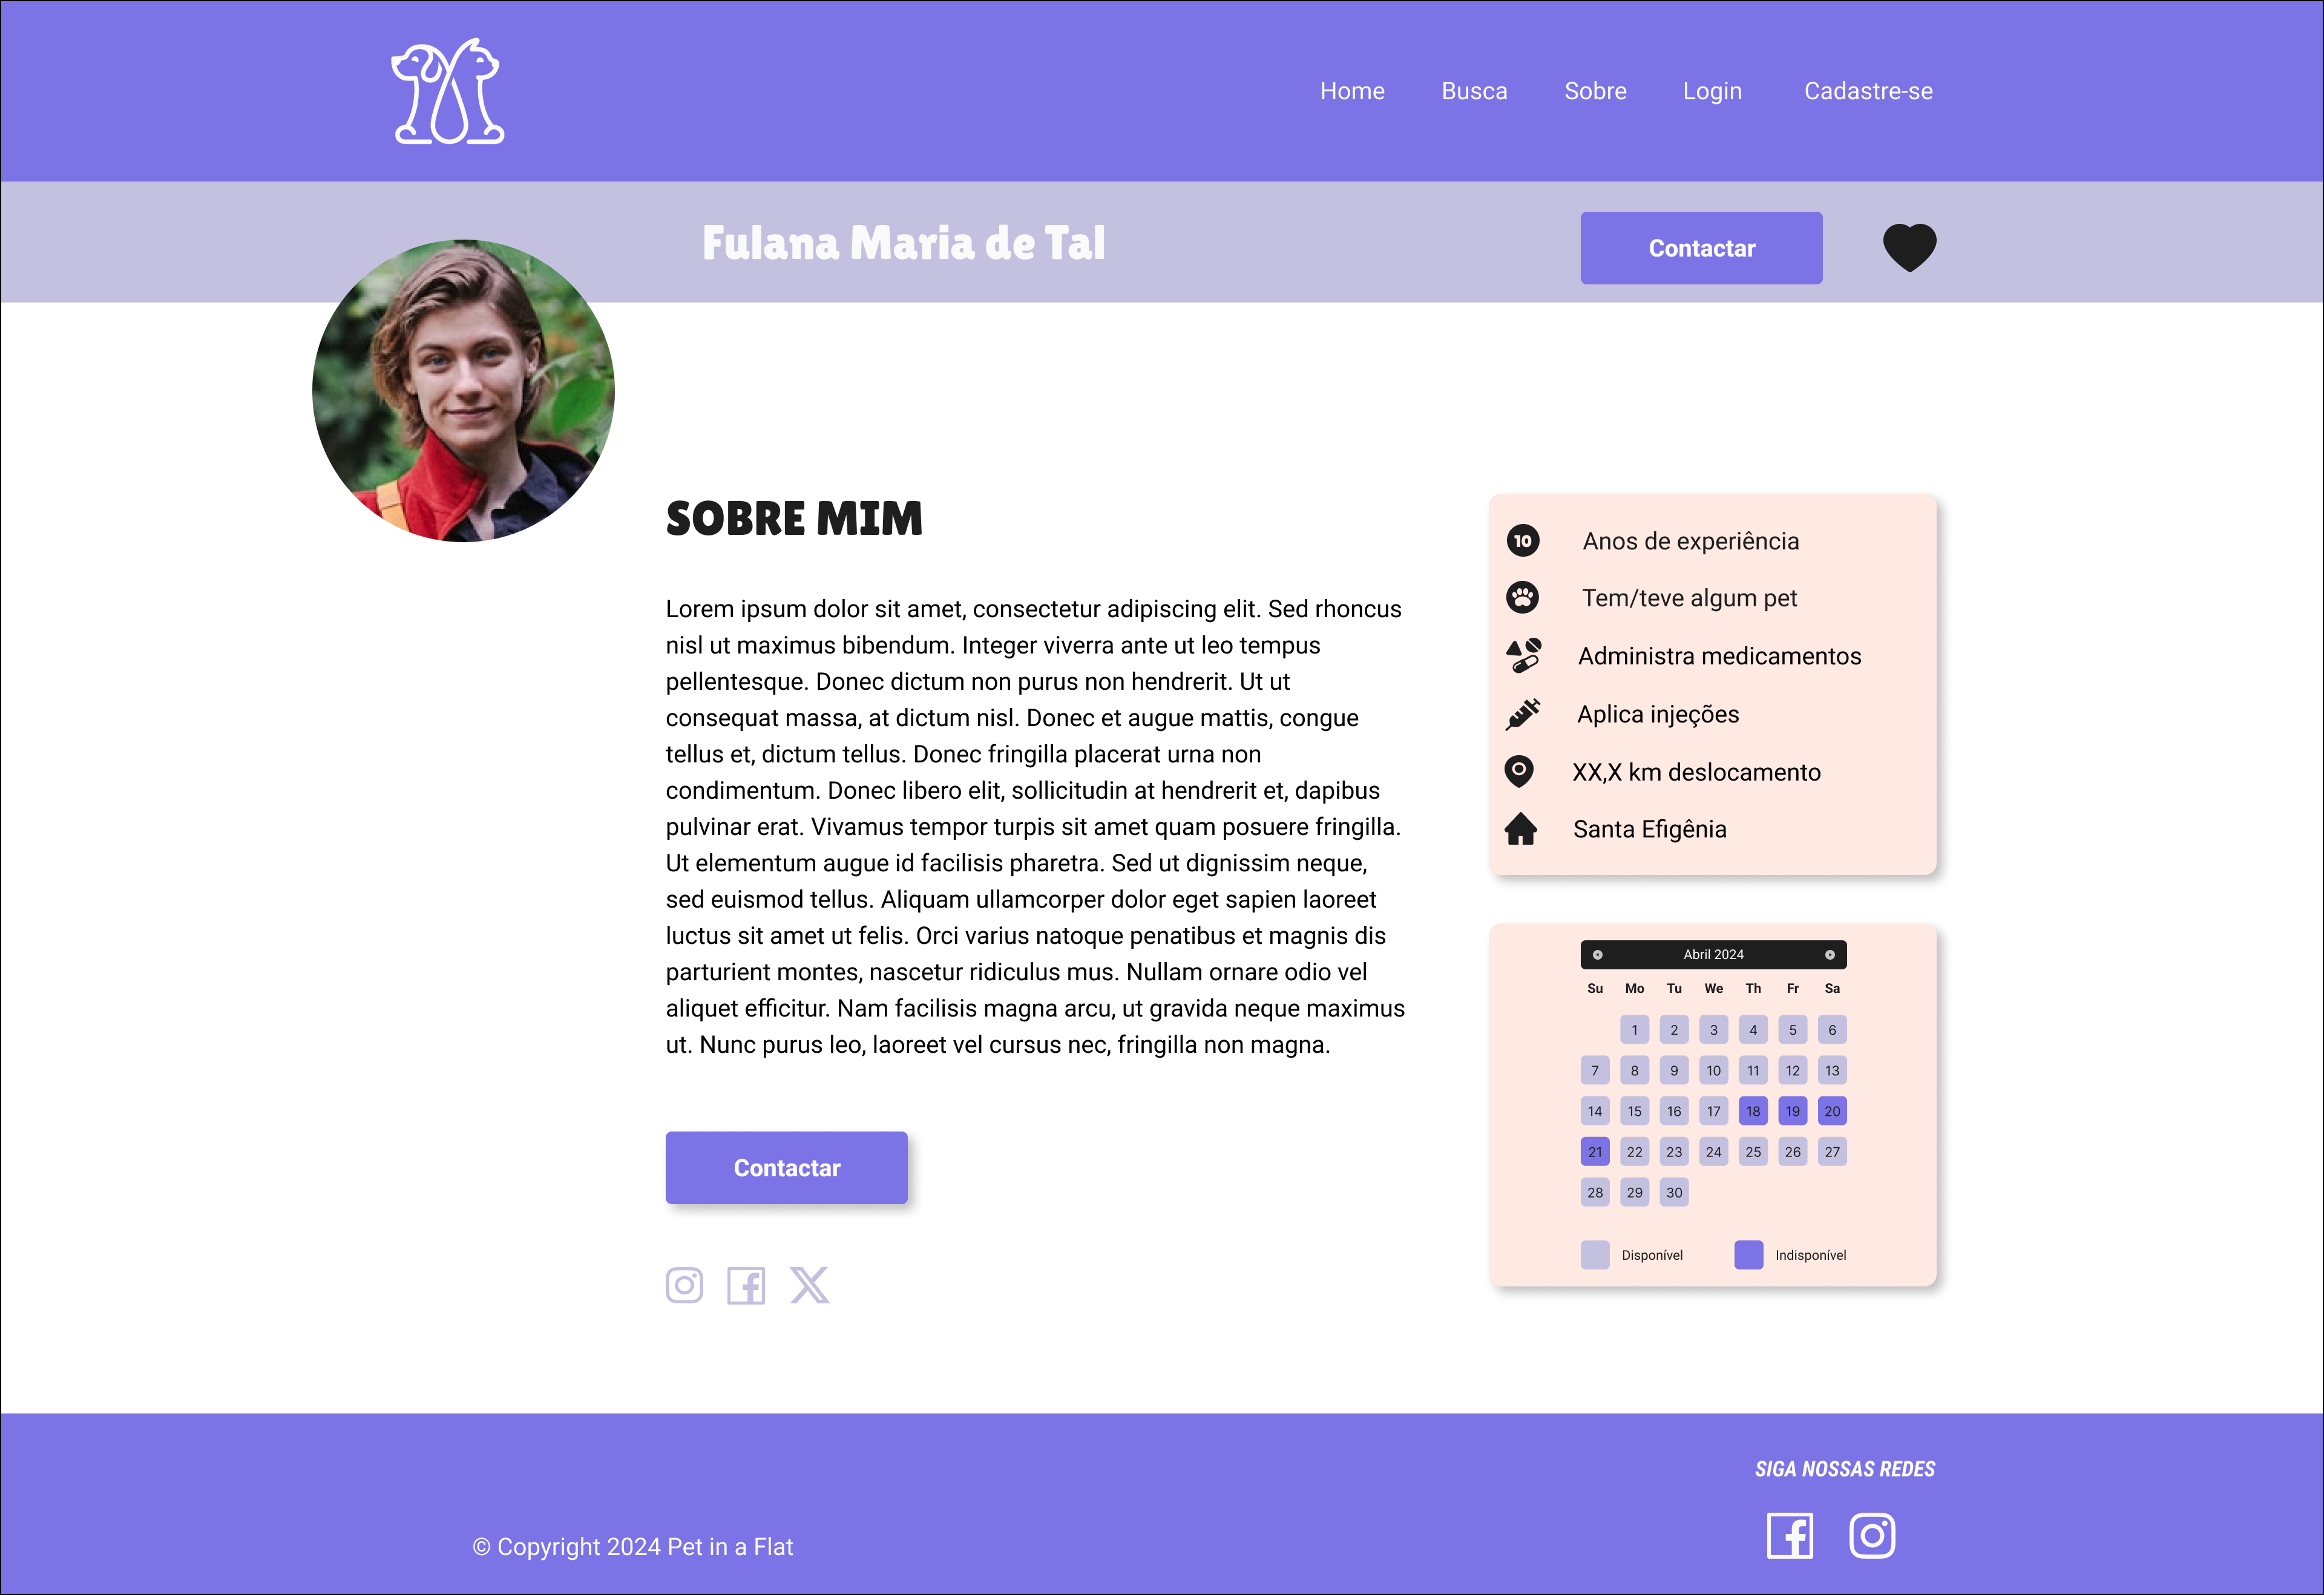 Home Busca Sobre Login Cadastre-se
Fulana Maria de Tal
Contactar
SOBRE MIM
Lorem ipsum dolor sit amet, consectetur adipiscing elit. Sed rhoncus
nisl ut maximus bibendum. Integer viverra ante ut leo tempus
pellentesque. Donec dictum non purus non hendrerit. Ut ut
consequat massa, at dictum nisl. Donec et augue mattis, congue
tellus et, dictum tellus. Donec fringilla placerat urna non
condimentum. Donec libero elit, sollicitudin at hendrerit et, dapibus
pulvinar erat. Vivamus tempor turpis sit amet quam posuere fringilla.
Ut elementum augue id facilisis pharetra. Sed ut dignissim neque,
sed euismod tellus. Aliquam ullamcorper dolor eget sapien laoreet
luctus sit amet ut felis. Orci varius natoque penatibus et magnis dis
parturient montes, nascetur ridiculus mus. Nullam ornare odio vel
aliquet efficitur. Nam facilisis magna arcu, ut gravida neque maximus
ut. Nunc purus leo, laoreet vel cursus nec, fringilla non magna.
Contactar
10 Anos de experiência
Tem/teve algum pet
Administra medicamentos
Aplica injeções
XX,X km deslocamento
Santa Efigênia
Abril 2024
Su Mo Tu We Th Fr Sa
1 2 3 4 5 6
7 8 9 10 11 12 13
14 15 16 17 18 19 20
21 22 23 24 25 26 27
28 29 30
Disponível Indisponível
SIGA NOSSAS REDES
© Copyright 2024 Pet in a Flat